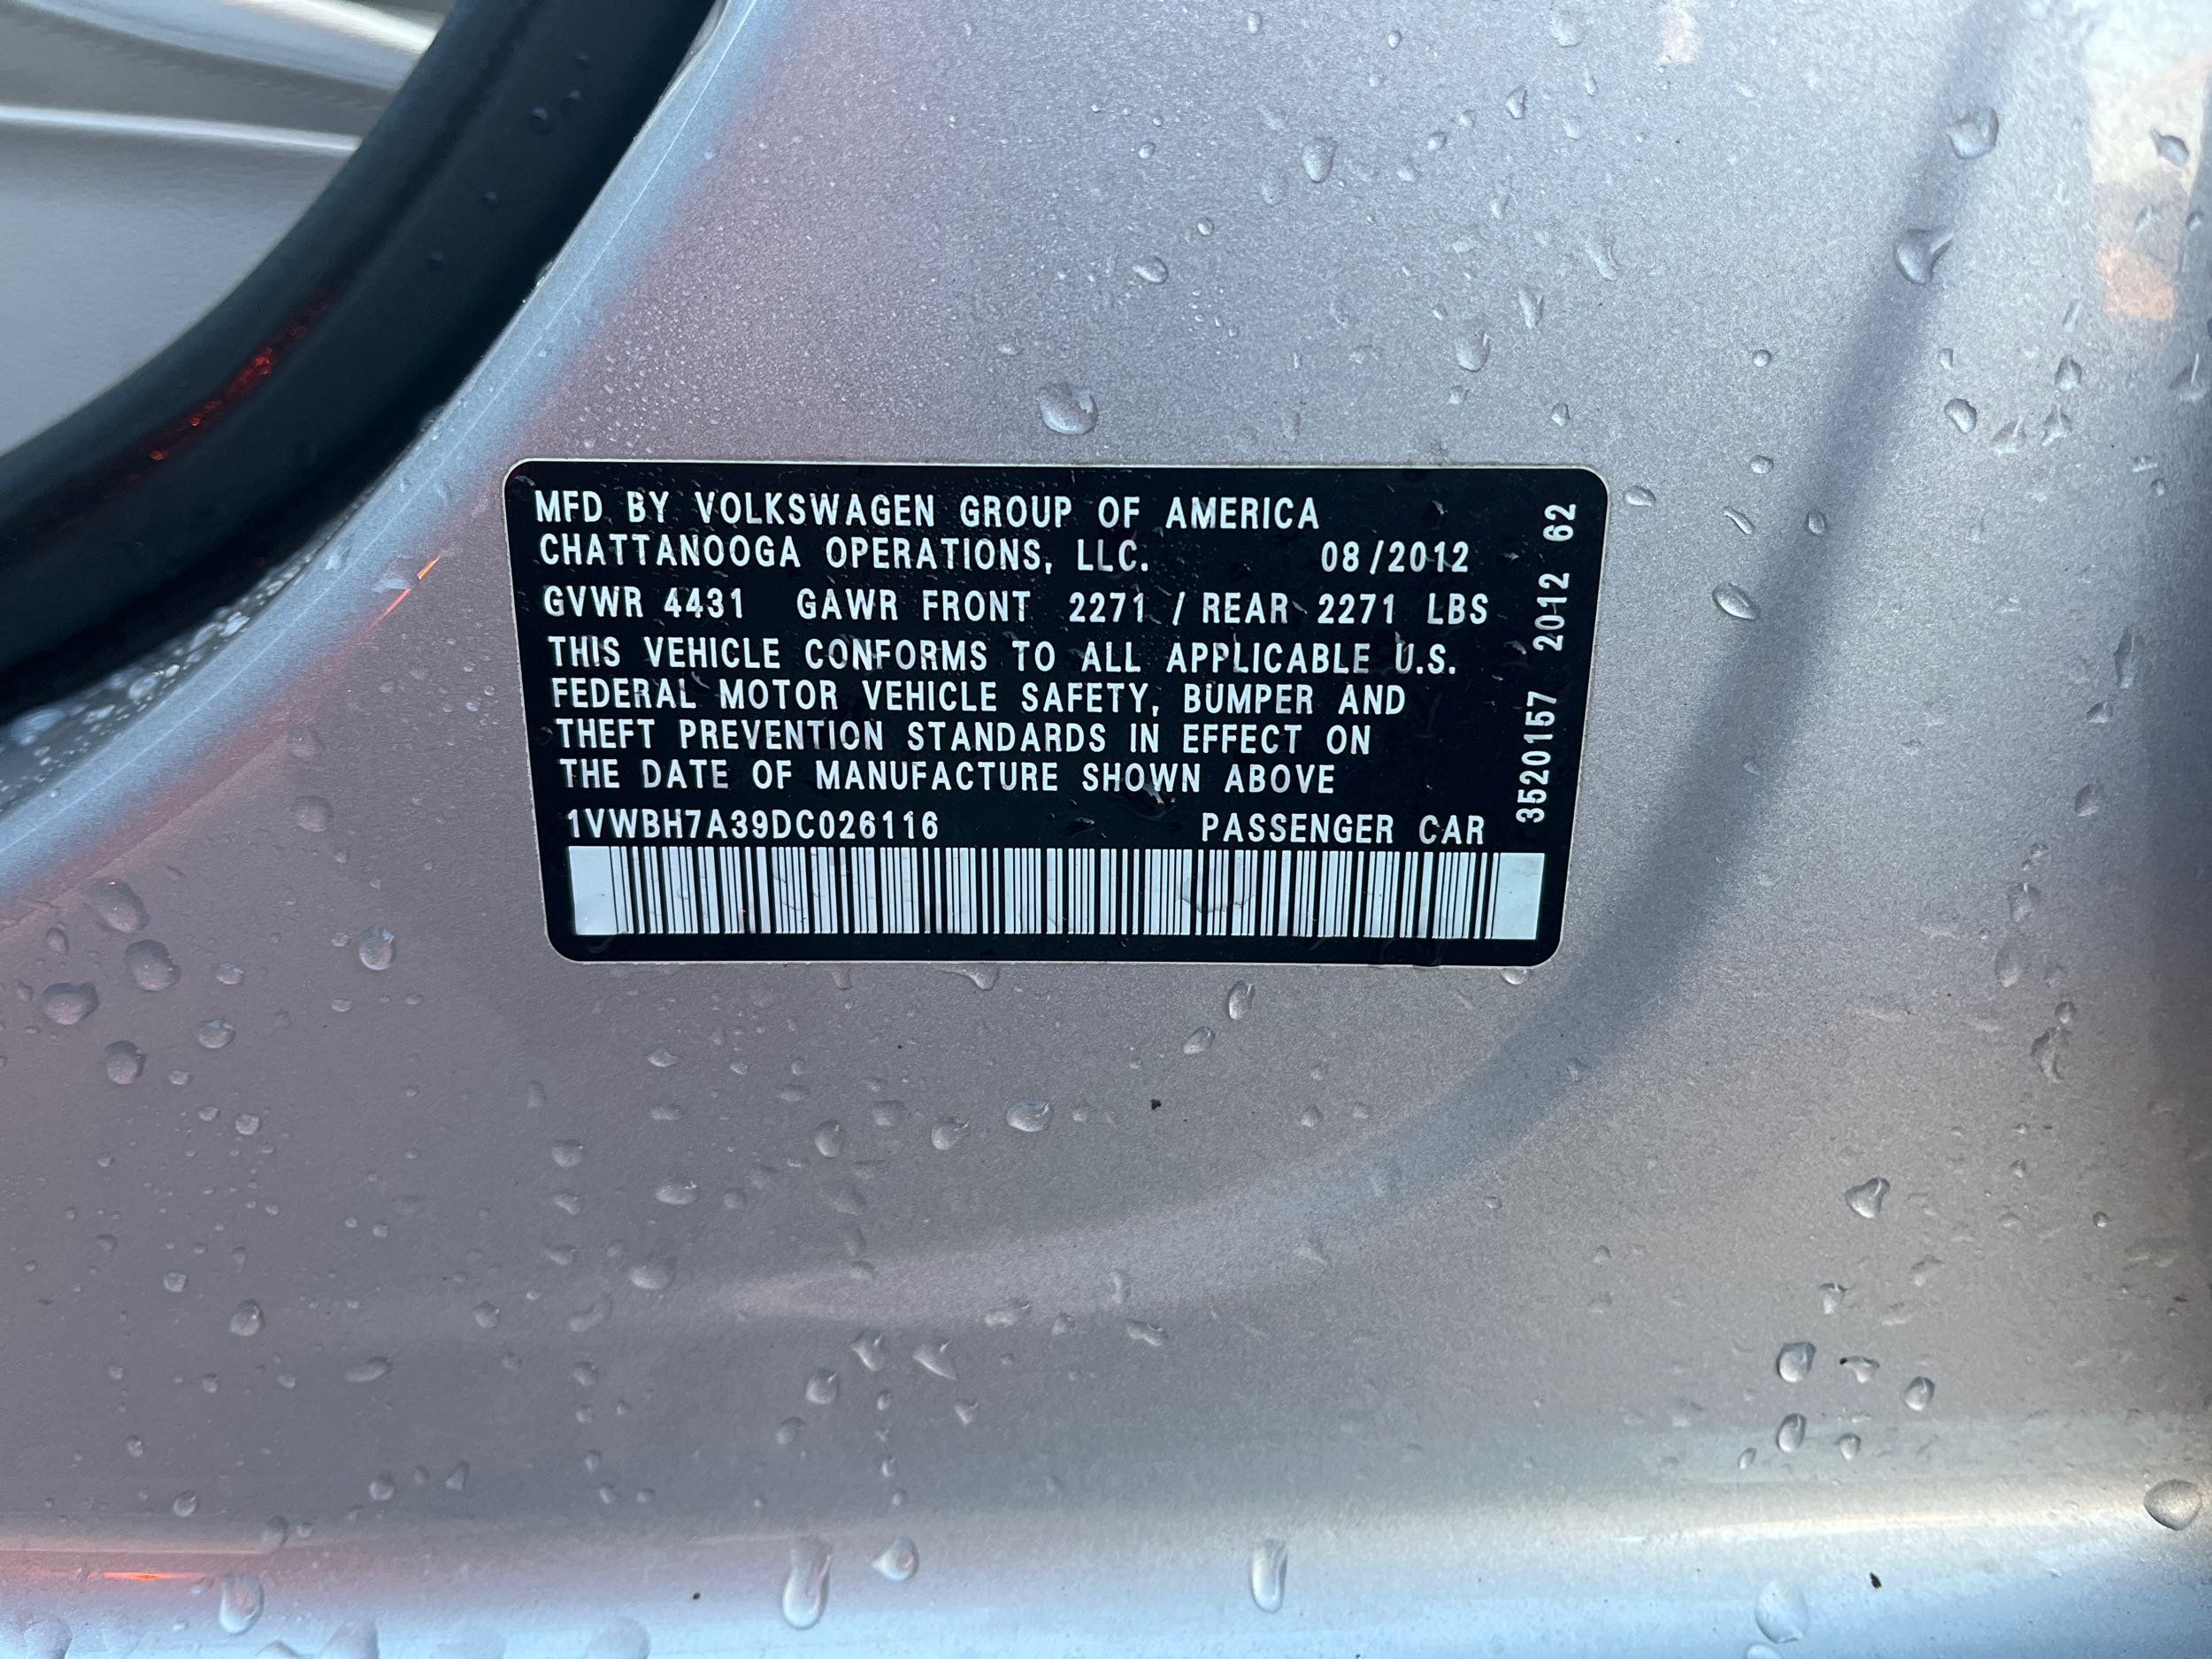 MFD BY VOLKSWAGEN GROUP OF AMERICA
CHATTANOOGA OPERATIONS, LLC. 08/2012
GVWR 4431 GAWR FRONT 2271 / REAR 2271 LBS
THIS VEHICLE CONFORMS TO ALL APPLICABLE U.S.
FEDERAL MOTOR VEHICLE SAFETY, BUMPER AND
THEFT PREVENTION STANDARDS IN EFFECT ON
THE DATE OF MANUFACTURE SHOWN ABOVE
1VWBH7A39DC026116 PASSENGER CAR
3520157 2012 62